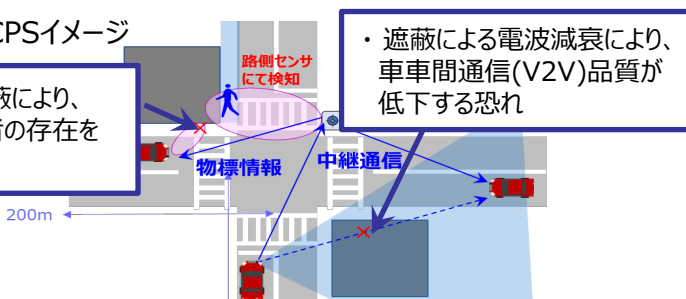 CPSイメージ
・ 遮蔽による電波減衰により、
車車間通信(V2V)品質が
低下する恐れ
路側センサ
にて検知
蔽により、
者の存在を
物標情報
中継通信
200m